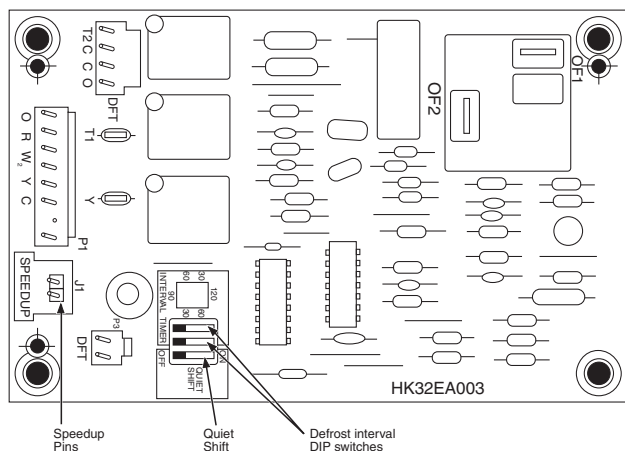 T2 C C O
DFT
OF1
OF2
O R W2 Y C
T1
Y
P1
SPEEDUP
J1
P3
DFT
INTERVAL TIMER
60 30
90 120
30 60
OFF
ON
QUIET
SHIFT
HK32EA003
Speedup
Pins
Quiet
Shift
Defrost interval
DIP switches